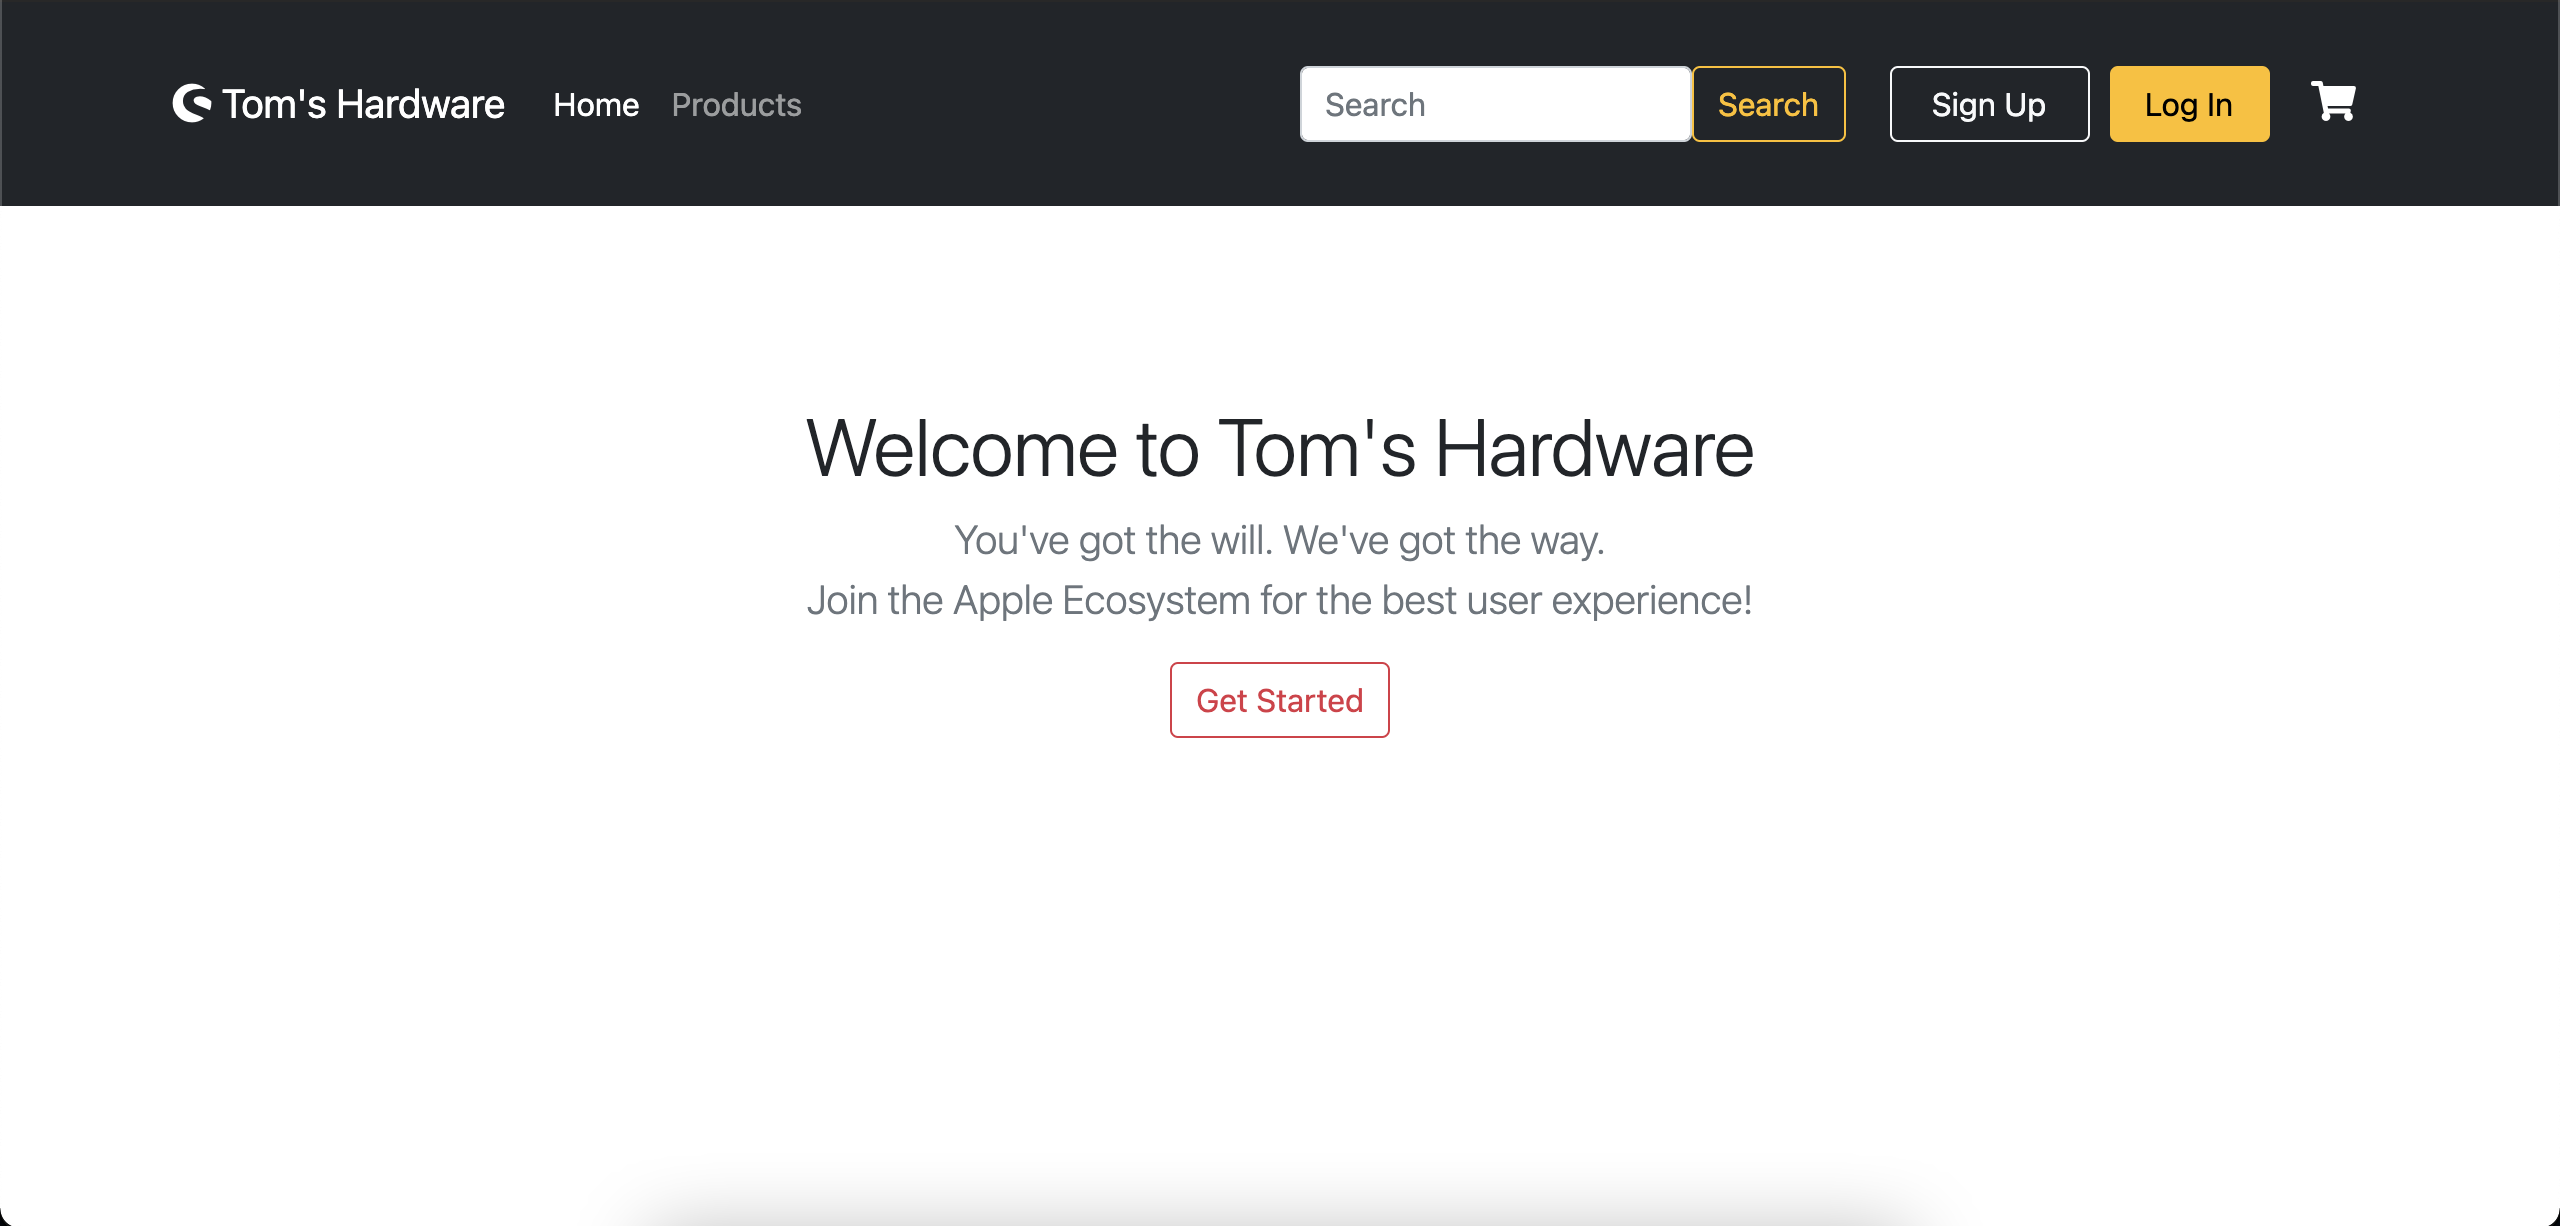 Tom's Hardware Home Products Search Search Sign Up Log In
Welcome to Tom's Hardware
You've got the will. We've got the way.
Join the Apple Ecosystem for the best user experience!
Get Started